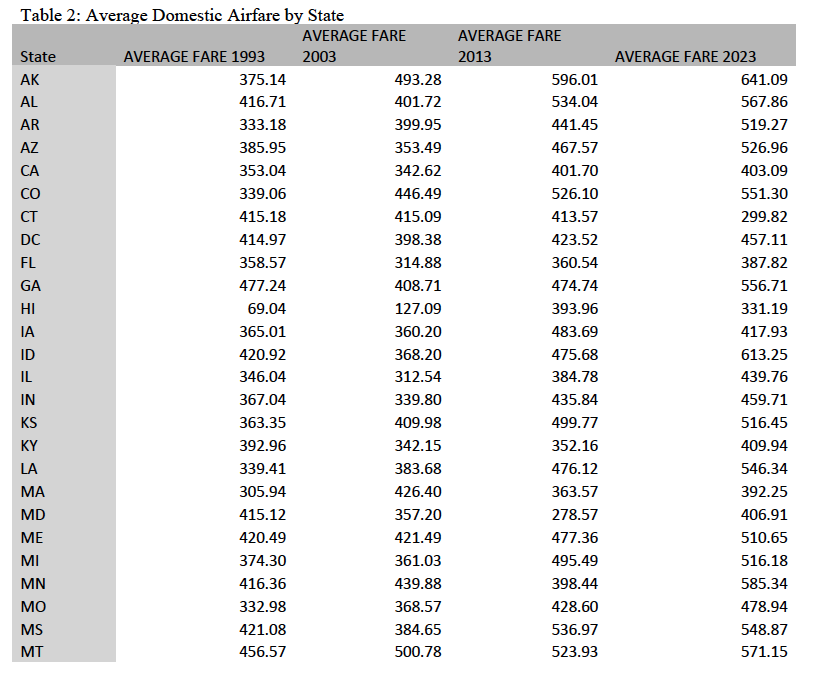 Table 2: Average Domestic Airfare by State
State AVERAGE FARE 1993 AVERAGE FARE 2003 AVERAGE FARE 2013 AVERAGE FARE 2023
AK 375.14 493.28 596.01 641.09
AL 416.71 401.72 534.04 567.86
AR 333.18 399.95 441.45 519.27
AZ 385.95 353.49 467.57 526.96
CA 353.04 342.62 401.70 403.09
CO 339.06 446.49 526.10 551.30
CT 415.18 415.09 413.57 299.82
DC 414.97 398.38 423.52 457.11
FL 358.57 314.88 360.54 387.82
GA 477.24 408.71 474.74 556.71
HI 69.04 127.09 393.96 331.19
IA 365.01 360.20 483.69 417.93
ID 420.92 368.20 475.68 613.25
IL 346.04 312.54 384.78 439.76
IN 367.04 339.80 435.84 459.71
KS 363.35 409.98 499.77 516.45
KY 392.96 342.15 352.16 409.94
LA 339.41 383.68 476.12 546.34
MA 305.94 426.40 363.57 392.25
MD 415.12 357.20 278.57 406.91
ME 420.49 421.49 477.36 510.65
MI 374.30 361.03 495.49 516.18
MN 416.36 439.88 398.44 585.34
MO 332.98 368.57 428.60 478.94
MS 421.08 384.65 536.97 548.87
MT 456.57 500.78 523.93 571.15